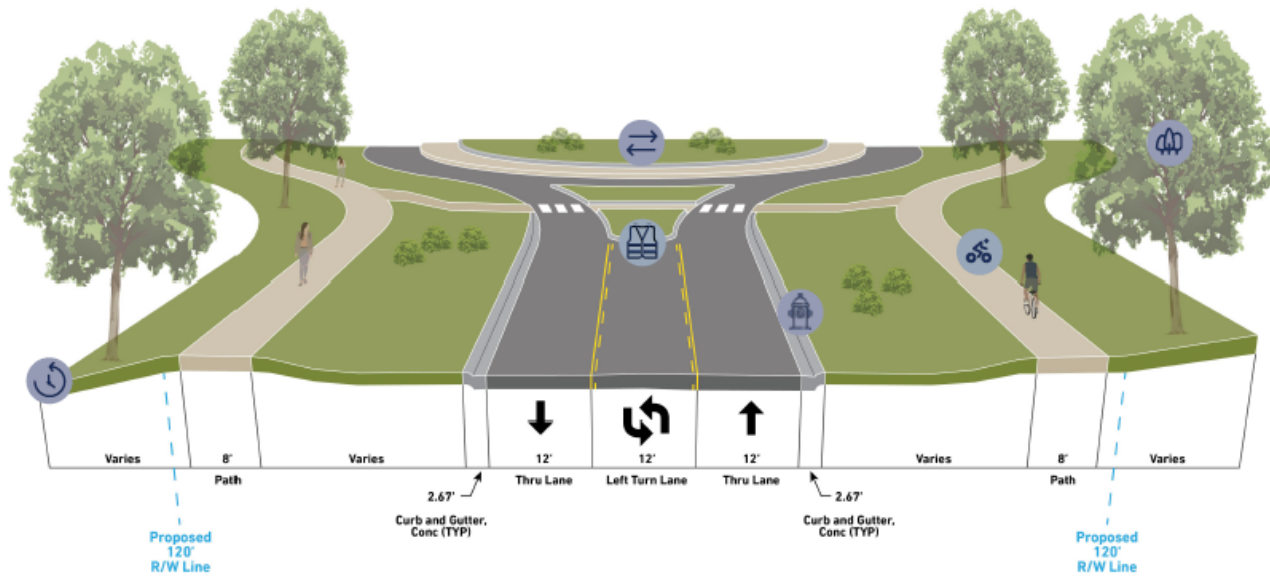 Varies
8'
Path
Varies
2.67'
Curb and Gutter,
Conc (TYP)
12'
Thru Lane
12'
Left Turn Lane
12'
Thru Lane
2.67'
Curb and Gutter,
Conc (TYP)
Varies
8'
Path
Varies
Proposed
120'
R/W Line
Proposed
120'
R/W Line